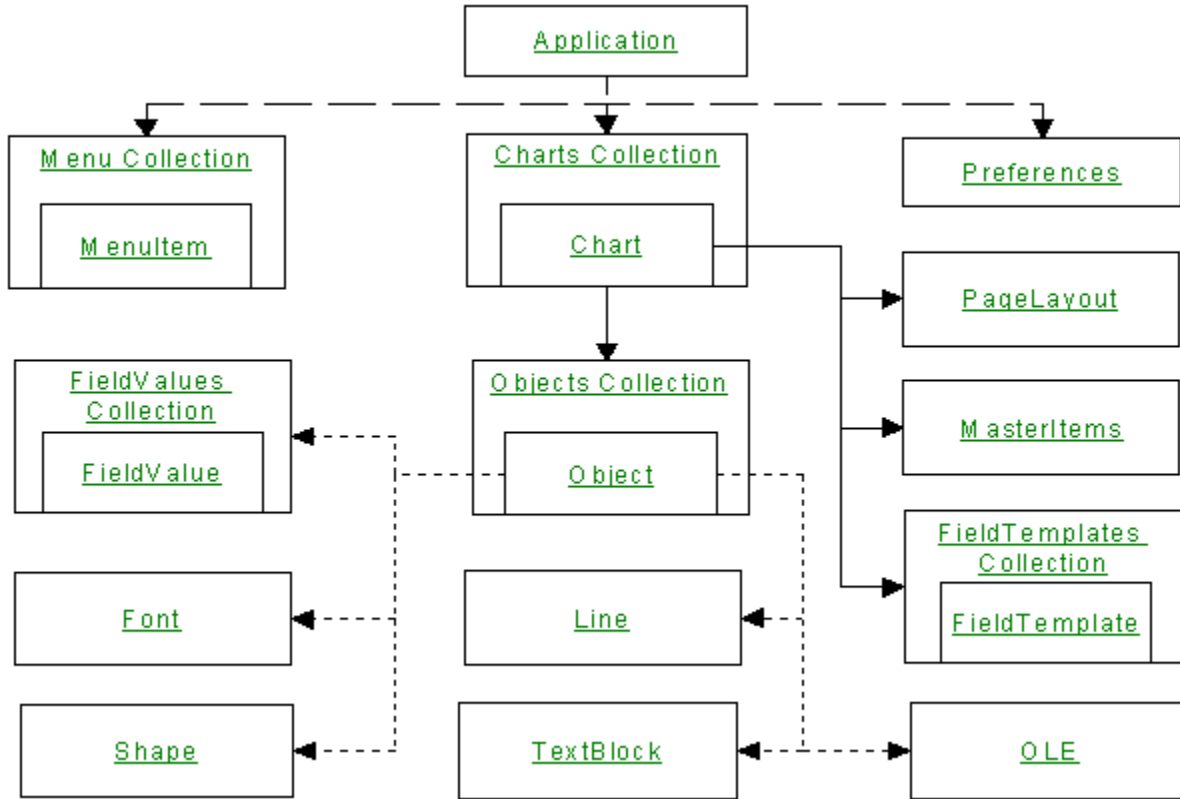 Application
Menu Collection
MenuItem
Charts Collection
Chart
Preferences
PageLayout
FieldValues
Collection
FieldValue
Objects Collection
Object
MasterItems
FieldTemplates
Collection
FieldTemplate
Font
Line
Shape
TextBlock
OLE